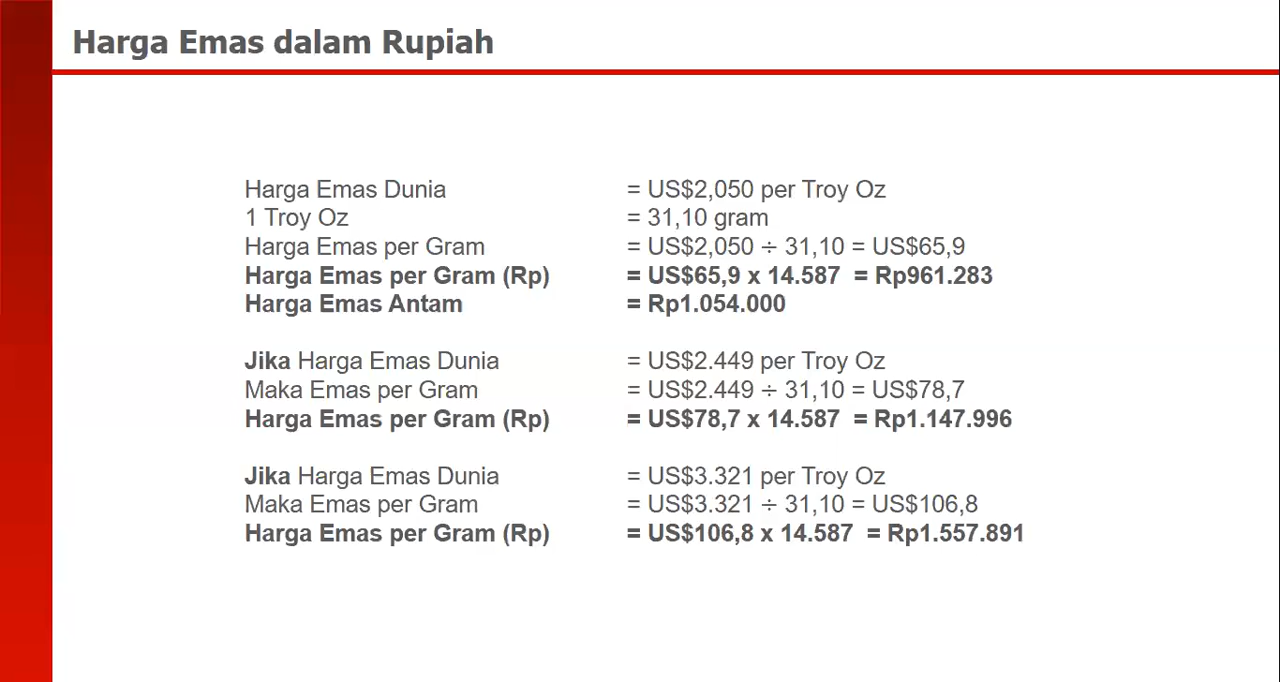 Harga Emas dalam Rupiah
Harga Emas Dunia = US$2,050 per Troy Oz
1 Troy Oz = 31,10 gram
Harga Emas per Gram = US$2,050 ÷ 31,10 = US$65,9
Harga Emas per Gram (Rp) = US$65,9 x 14.587 = Rp961.283
Harga Emas Antam = Rp1.054.000
Jika Harga Emas Dunia = US$2.449 per Troy Oz
Maka Emas per Gram = US$2.449 ÷ 31,10 = US$78,7
Harga Emas per Gram (Rp) = US$78,7 x 14.587 = Rp1.147.996
Jika Harga Emas Dunia = US$3.321 per Troy Oz
Maka Emas per Gram = US$3.321 ÷ 31,10 = US$106,8
Harga Emas per Gram (Rp) = US$106,8 x 14.587 = Rp1.557.891